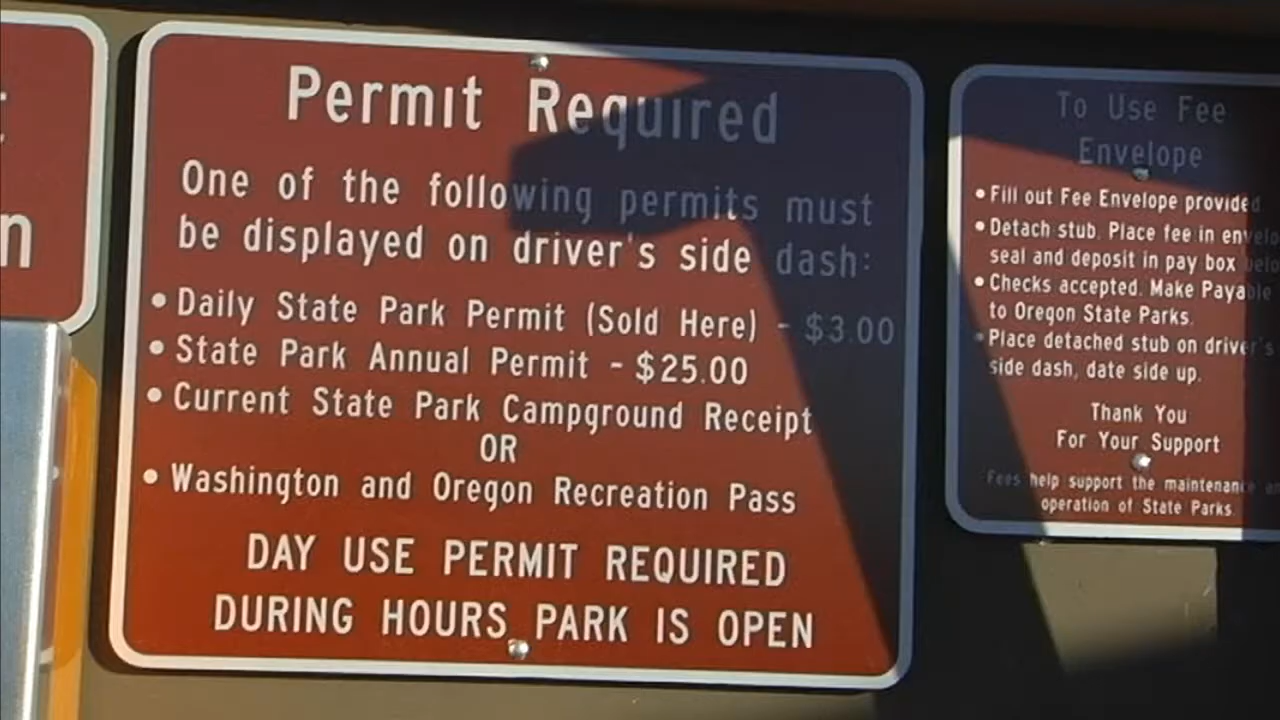 n
Permit Required
One of the following permits must
be displayed on driver's side dash:
• Daily State Park Permit (Sold Here) - $3.00
• State Park Annual Permit - $25.00
• Current State Park Campground Receipt
OR
• Washington and Oregon Recreation Pass
DAY USE PERMIT REQUIRED
DURING HOURS PARK IS OPEN
To Use Fee
Envelope
• Fill out Fee Envelope provided
• Detach stub. Place fee in envelo
seal and deposit in pay box belo
• Checks accepted. Make Payable
to Oregon State Parks.
• Place detached stub on driver's
side dash, date side up.
Thank You
For Your Support
Fees help support the maintenance
operation of State Parks.